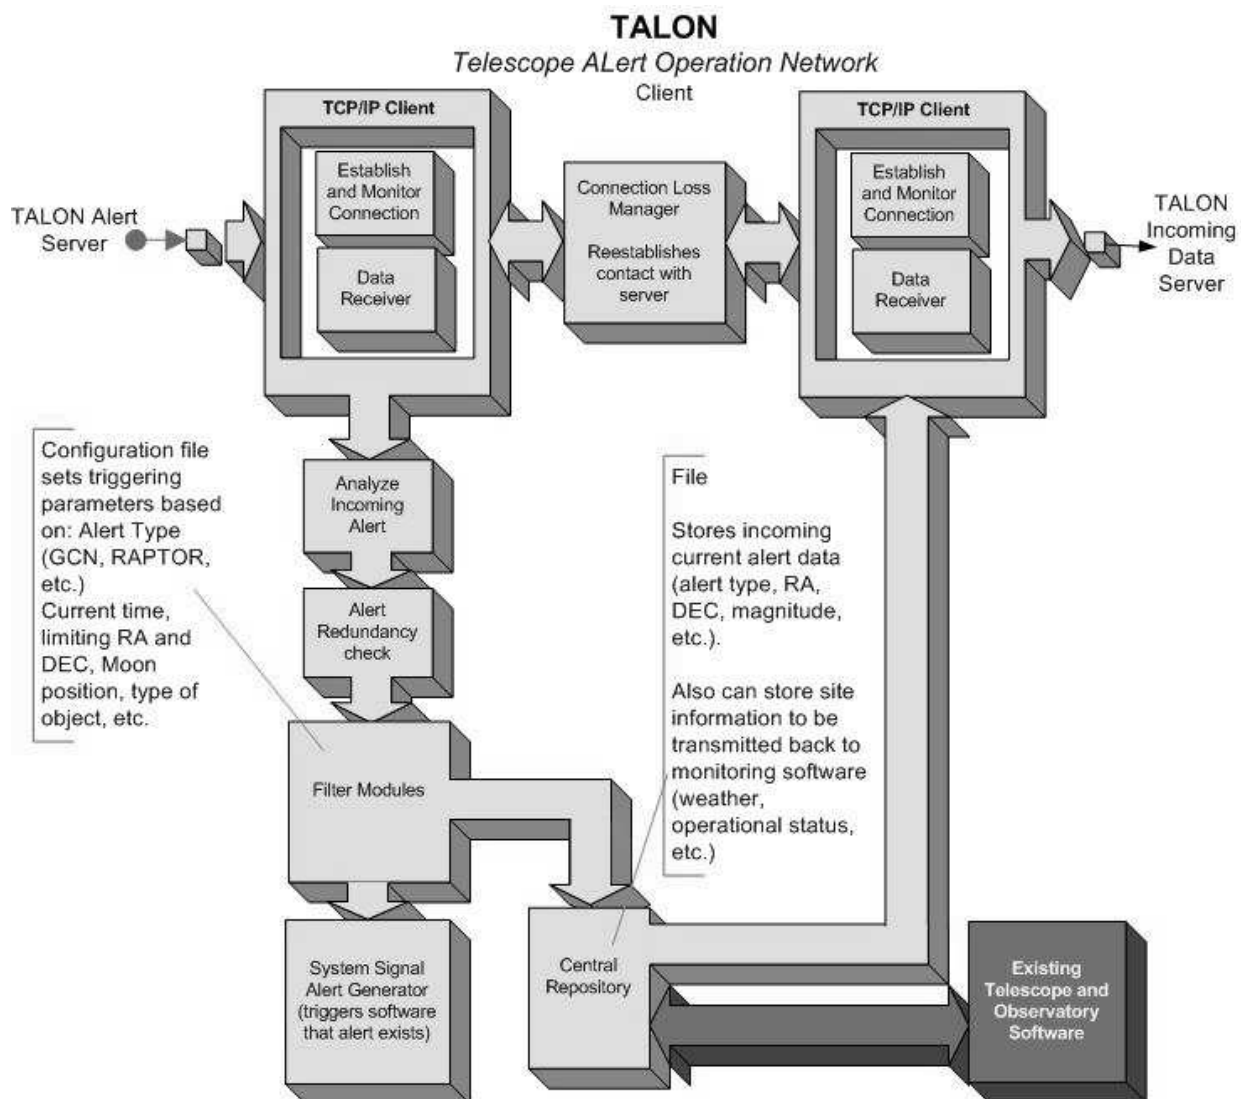 TALON
Telescope ALert Operation Network
Client
TCP/IP Client
Establish
and Monitor
Connection
Data
Receiver
TALON Alert
Server
Connection Loss
Manager
Reestablishes
contact with
server
TCP/IP Client
Establish
and Monitor
Connection
Data
Receiver
TALON
Incoming
Data
Server
Configuration file
sets triggering
parameters based
on: Alert Type
(GCN, RAPTOR,
etc.)
Current time,
limiting RA and
DEC, Moon
position, type of
object, etc.
Analyze
Incoming
Alert
Alert
Redundancy
check
Filter Modules
System Signal
Alert Generator
(triggers software
that alert exists)
File
Stores incoming
current alert data
(alert type, RA,
DEC, magnitude,
etc.).
Also can store site
information to be
transmitted back to
monitoring software
(weather,
operational status,
etc.)
Central
Repository
Existing
Telescope and
Observatory
Software